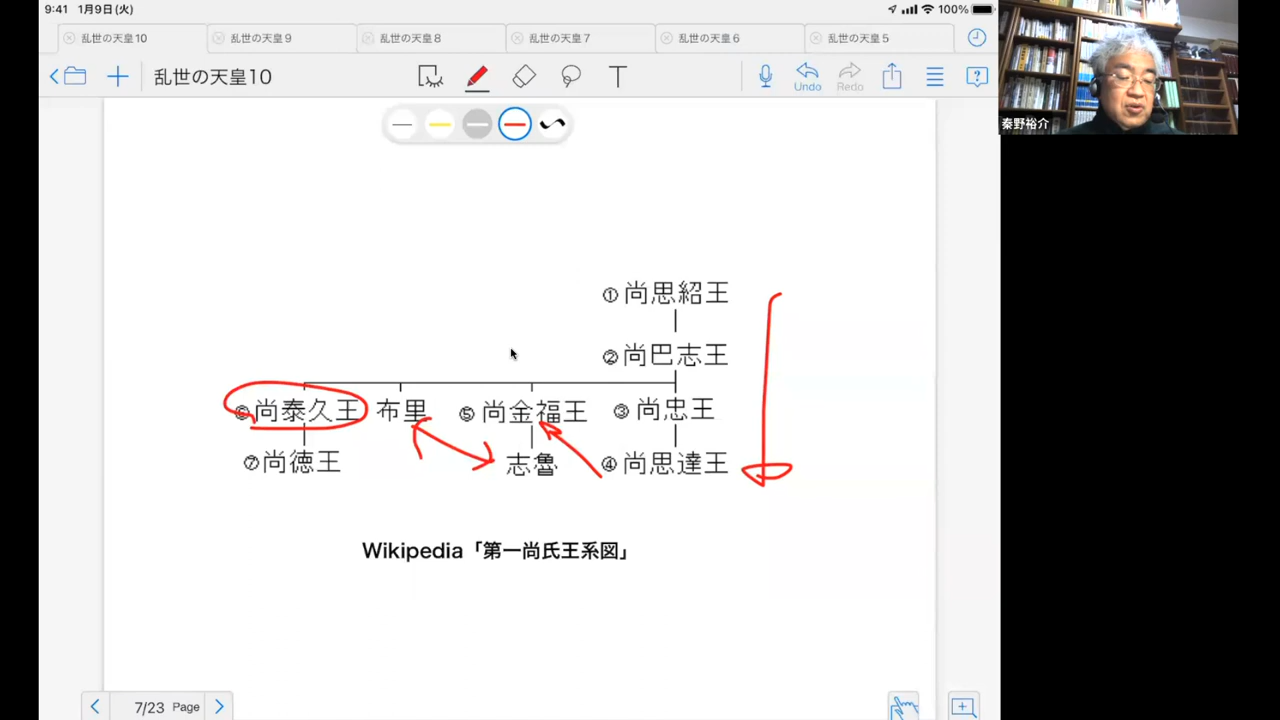 9:41 1月9日(火) 100%
乱世の天皇10 乱世の天皇9 乱世の天皇8 乱世の天皇7 乱世の天皇6 乱世の天皇5
乱世の天皇10 T Undo Redo
秦野裕介
①尚思紹王
②尚巴志王
⑥尚泰久王 布里 ⑤尚金福王 ③尚忠王
⑦尚徳王 志魯 ④尚思達王
Wikipedia「第一尚氏王系図」
7/23 Page